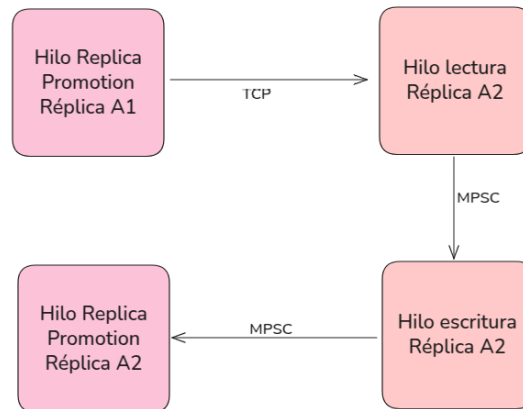 Hilo Replica
Promotion
Réplica A1
TCP
Hilo lectura
Réplica A2
MPSC
Hilo Replica
Promotion
Réplica A2
MPSC
Hilo escritura
Réplica A2